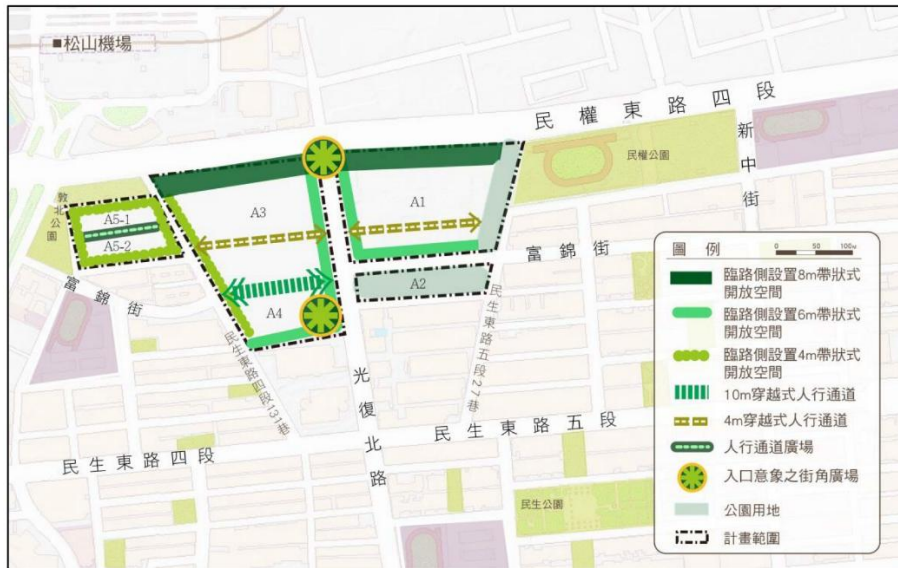 ■松山機場
民權東路四段
民權公園
新中街
敦北公園
A5-1
A5-2
A3
A1
富錦街
富錦街
A2
A4
民生東路四段131巷
民生東路五段27巷
光復北路
民生東路五段
民生東路四段
民生公園
圖例
0 50 100M
臨路側設置8m帶狀式
開放空間
臨路側設置6m帶狀式
開放空間
臨路側設置4m帶狀式
開放空間
10m穿越式人行通道
4m穿越式人行通道
人行通道廣場
入口意象之街角廣場
公園用地
計畫範圍